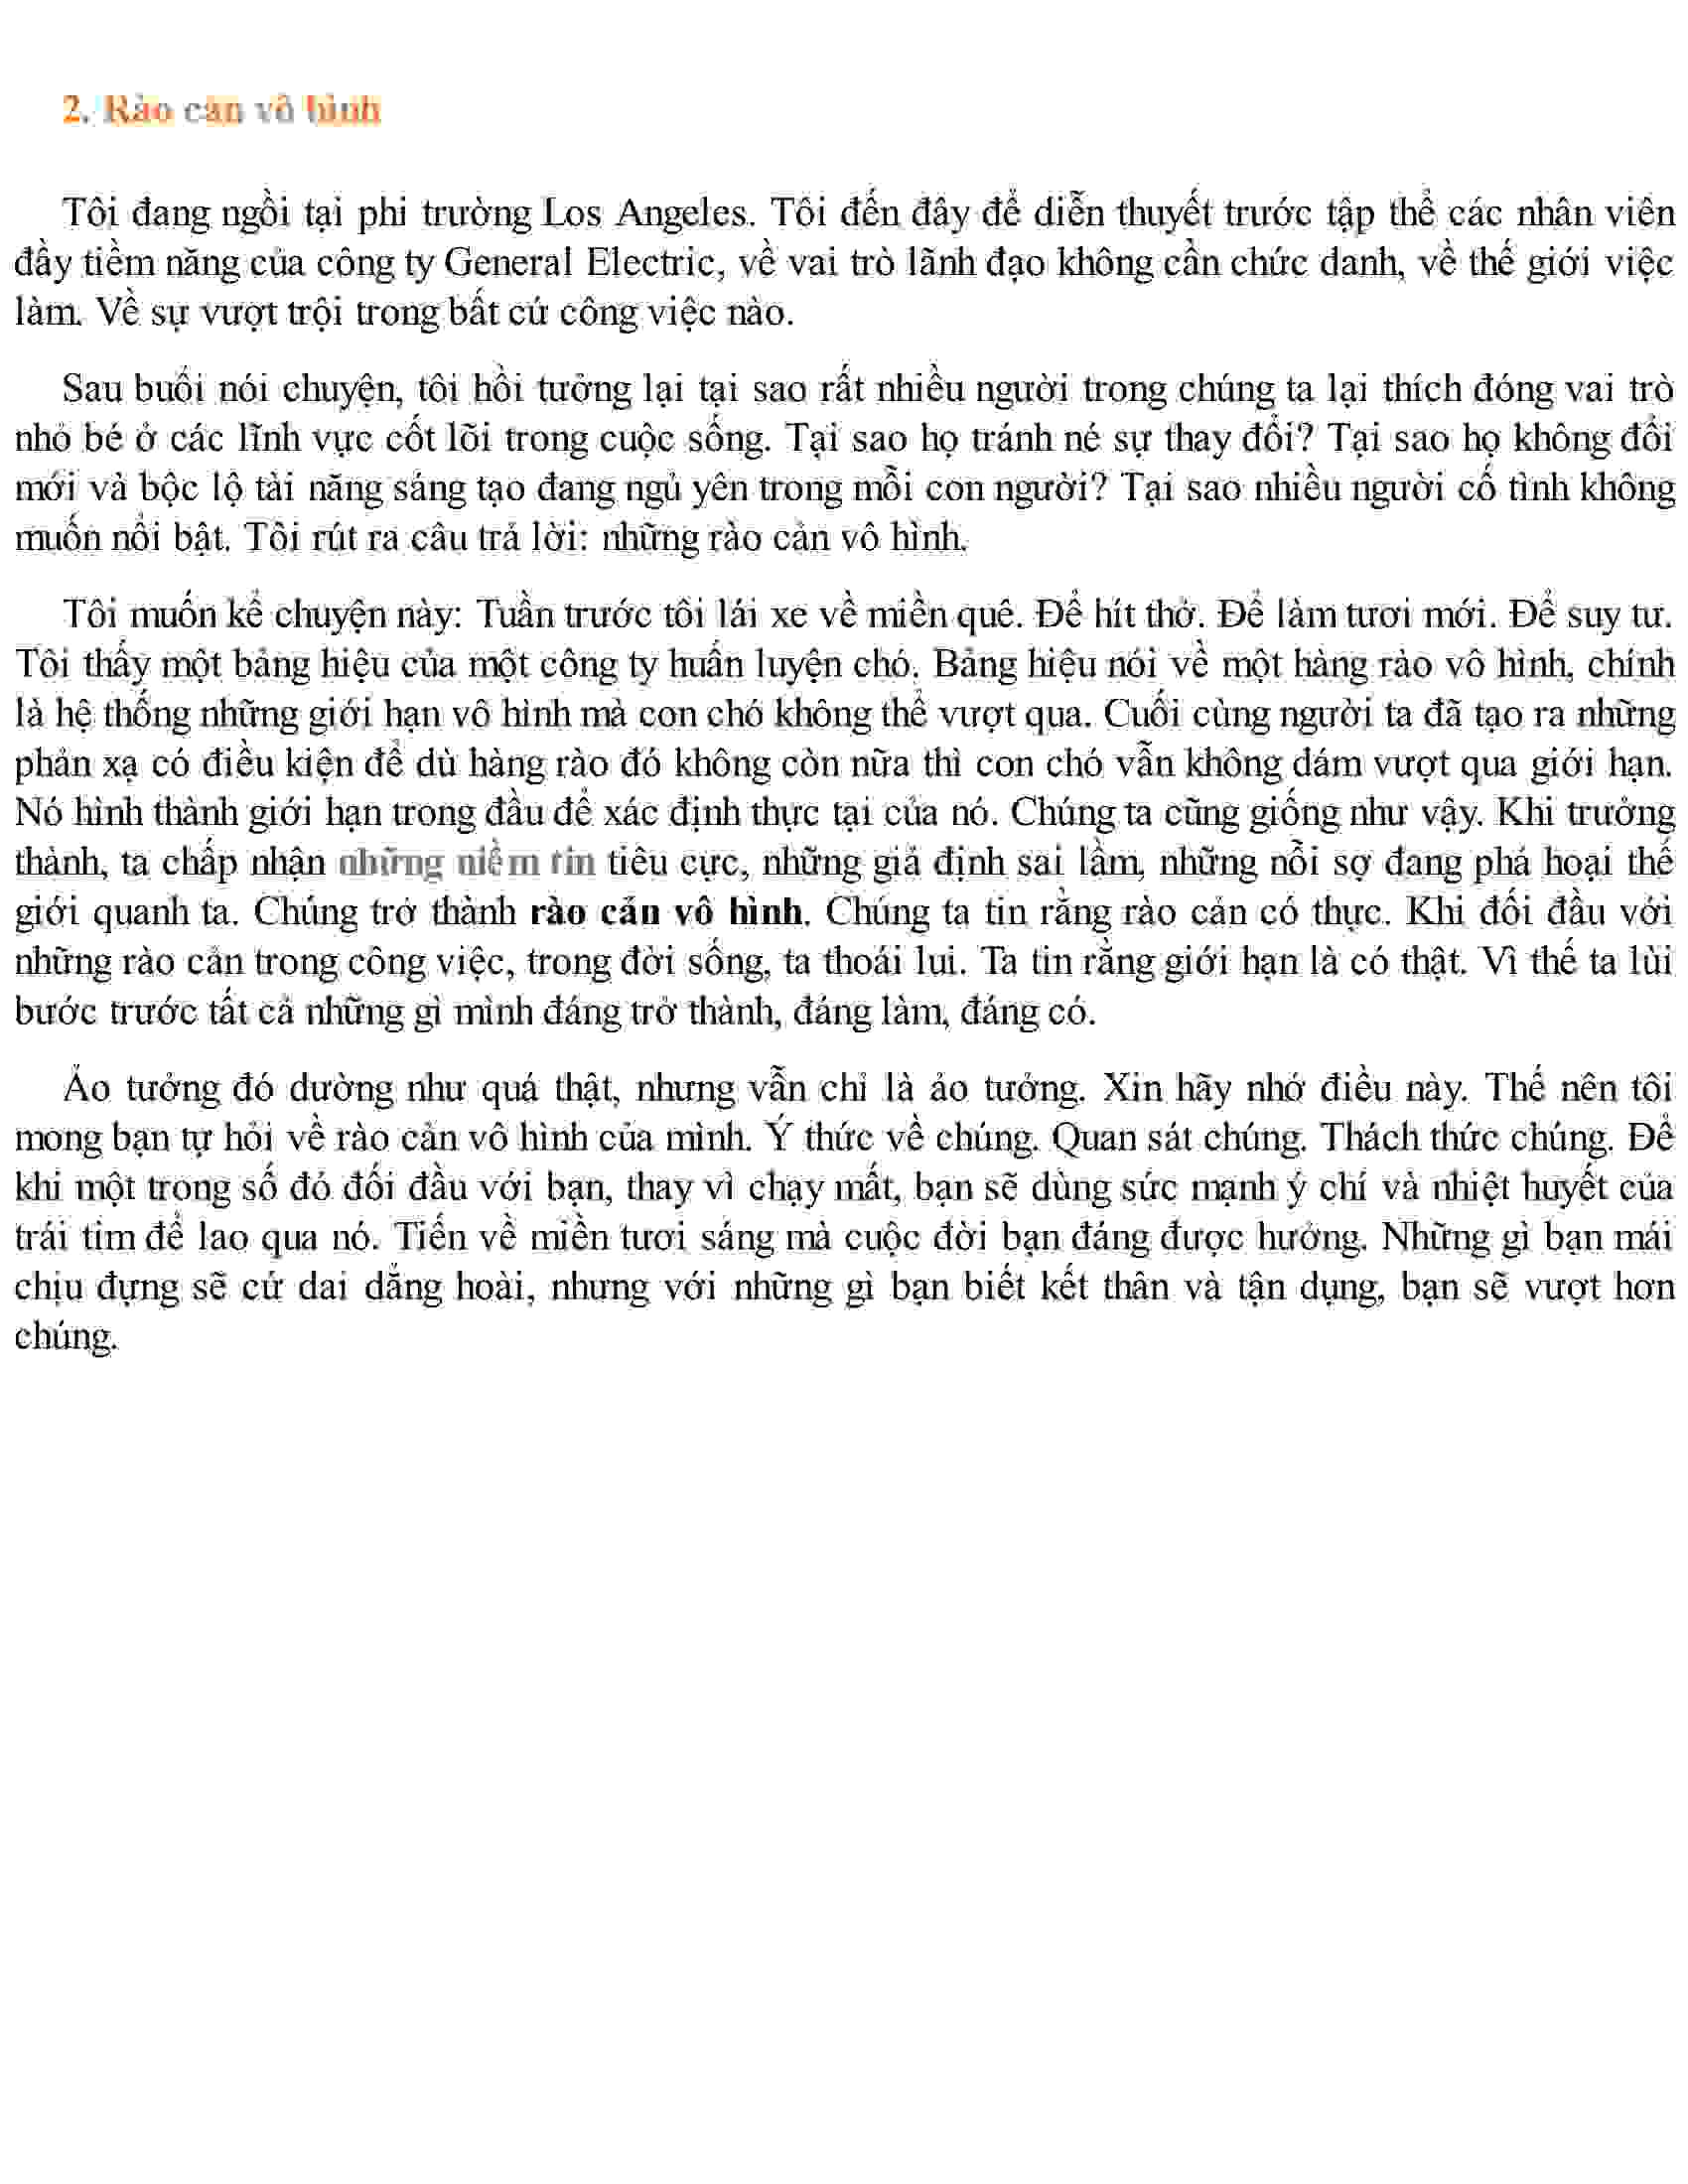 2. Rào cản vô hình
Tôi đang ngồi tại phi trường Los Angeles. Tôi đến đây để diễn thuyết trước tập thể các nhân viên
đầy tiềm năng của công ty General Electric, về vai trò lãnh đạo không cần chức danh, về thế giới việc
làm. Về sự vượt trội trong bất cứ công việc nào.
Sau buổi nói chuyện, tôi hồi tưởng lại tại sao rất nhiều người trong chúng ta lại thích đóng vai trò
nhỏ bé ở các lĩnh vực cốt lõi trong cuộc sống. Tại sao họ tránh né sự thay đổi? Tại sao họ không đổi
mới và bộc lộ tài năng sáng tạo đang ngủ yên trong mỗi con người? Tại sao nhiều người cố tình không
muốn nổi bật. Tôi rút ra câu trả lời: những rào cản vô hình.
Tôi muốn kể chuyện này: Tuần trước tôi lái xe về miền quê. Để hít thở. Để làm tươi mới. Để suy tư.
Tôi thấy một bảng hiệu của một công ty huấn luyện chó. Bảng hiệu nói về một hàng rào vô hình, chính
là hệ thống những giới hạn vô hình mà con chó không thể vượt qua. Cuối cùng người ta đã tạo ra những
phản xạ có điều kiện để dù hàng rào đó không còn nữa thì con chó vẫn không dám vượt qua giới hạn.
Nó hình thành giới hạn trong đầu để xác định thực tại của nó. Chúng ta cũng giống như vậy. Khi trưởng
thành, ta chấp nhận những niềm tin tiêu cực, những giả định sai lầm, những nỗi sợ đang phá hoại thế
giới quanh ta. Chúng trở thành rào cản vô hình. Chúng ta tin rằng rào cản có thực. Khi đối đầu với
những rào cản trong công việc, trong đời sống, ta thoái lui. Ta tin rằng giới hạn là có thật. Vì thế ta lùi
bước trước tất cả những gì mình đáng trở thành, đáng làm, đáng có.
Ảo tưởng đó dường như quá thật, nhưng vẫn chỉ là ảo tưởng. Xin hãy nhớ điều này. Thế nên tôi
mong bạn tự hỏi về rào cản vô hình của mình. Ý thức về chúng. Quan sát chúng. Thách thức chúng. Để
khi một trong số đó đối đầu với bạn, thay vì chạy mất, bạn sẽ dùng sức mạnh ý chí và nhiệt huyết của
trái tim để lao qua nó. Tiến về miền tươi sáng mà cuộc đời bạn đáng được hưởng. Những gì bạn mải
chịu đựng sẽ cứ dai dẳng hoài, nhưng với những gì bạn biết kết thân và tận dụng, bạn sẽ vượt hơn
chúng.